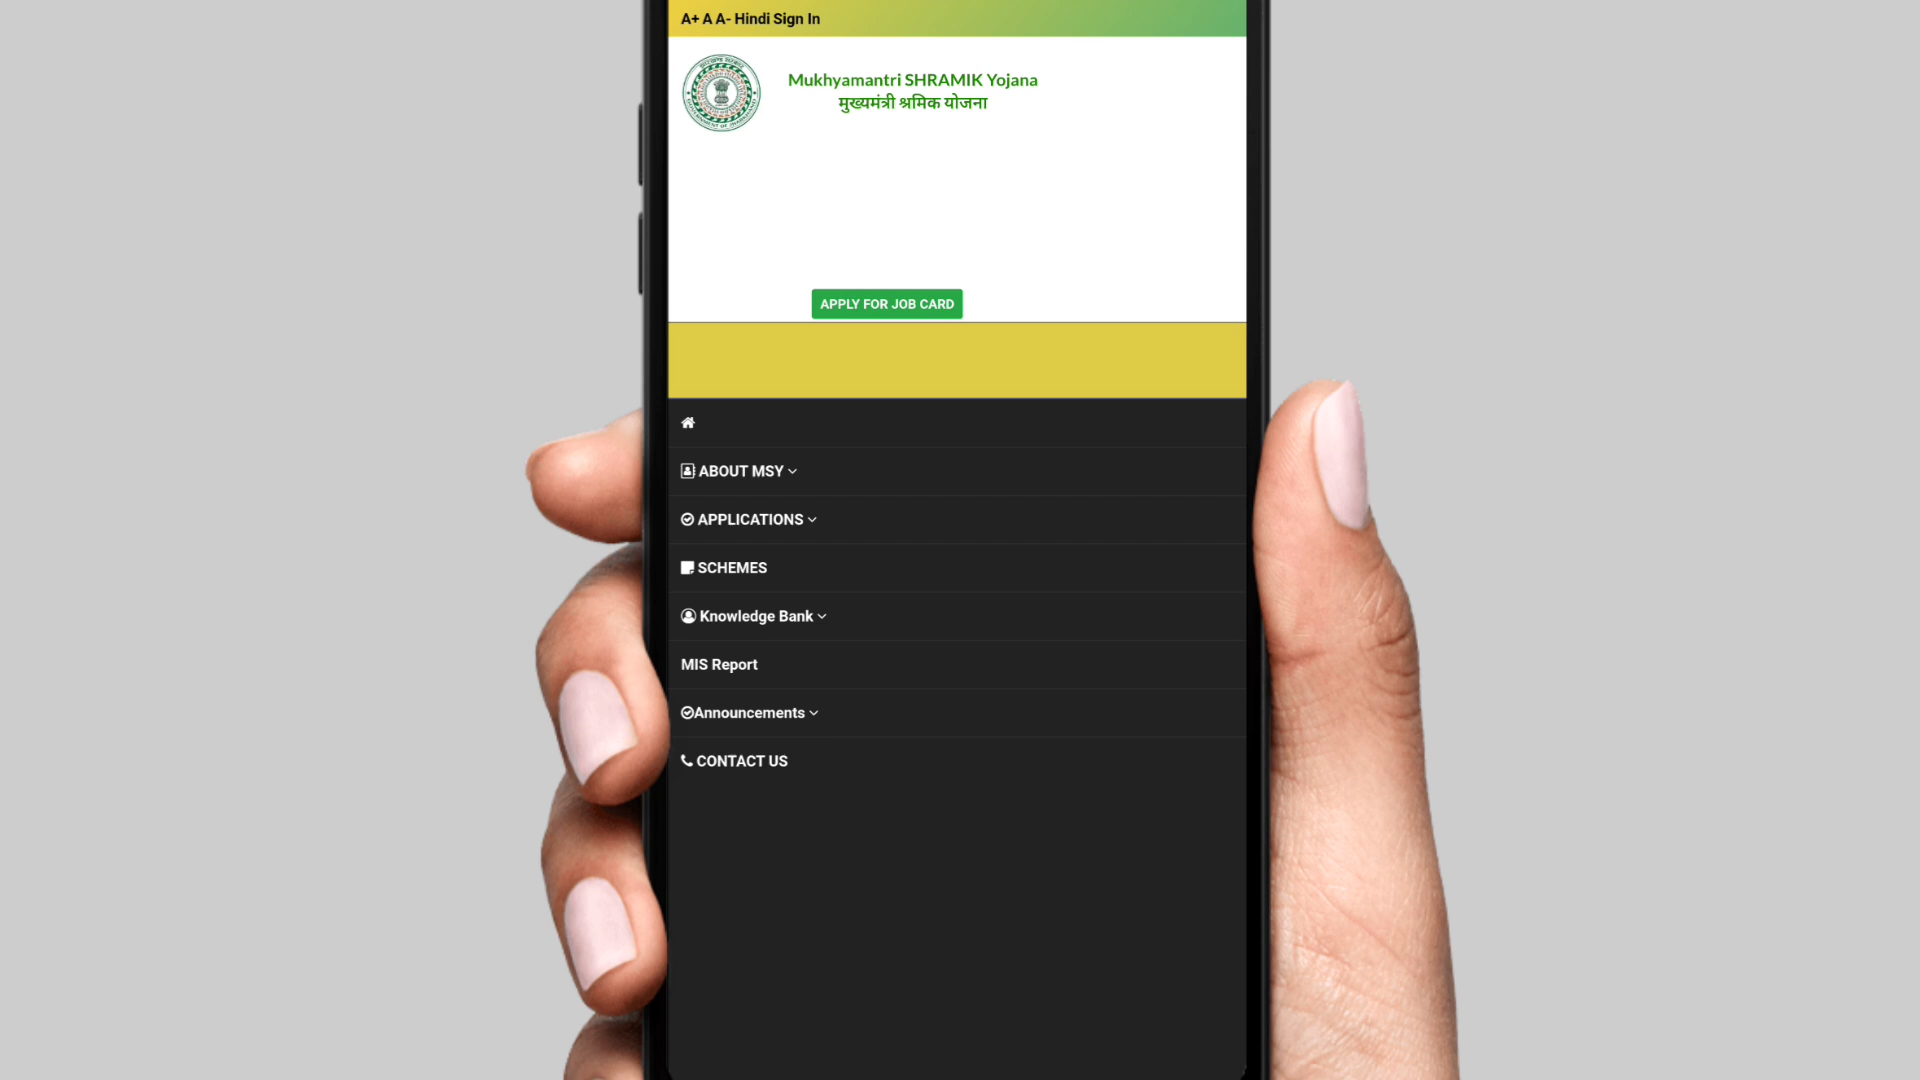 A+ A A- Hindi Sign In
Mukhyamantri SHRAMIK Yojana
मुख्यमंत्री श्रमिक योजना
APPLY FOR JOB CARD
ABOUT MSY
APPLICATIONS
SCHEMES
Knowledge Bank
MIS Report
Announcements
CONTACT US